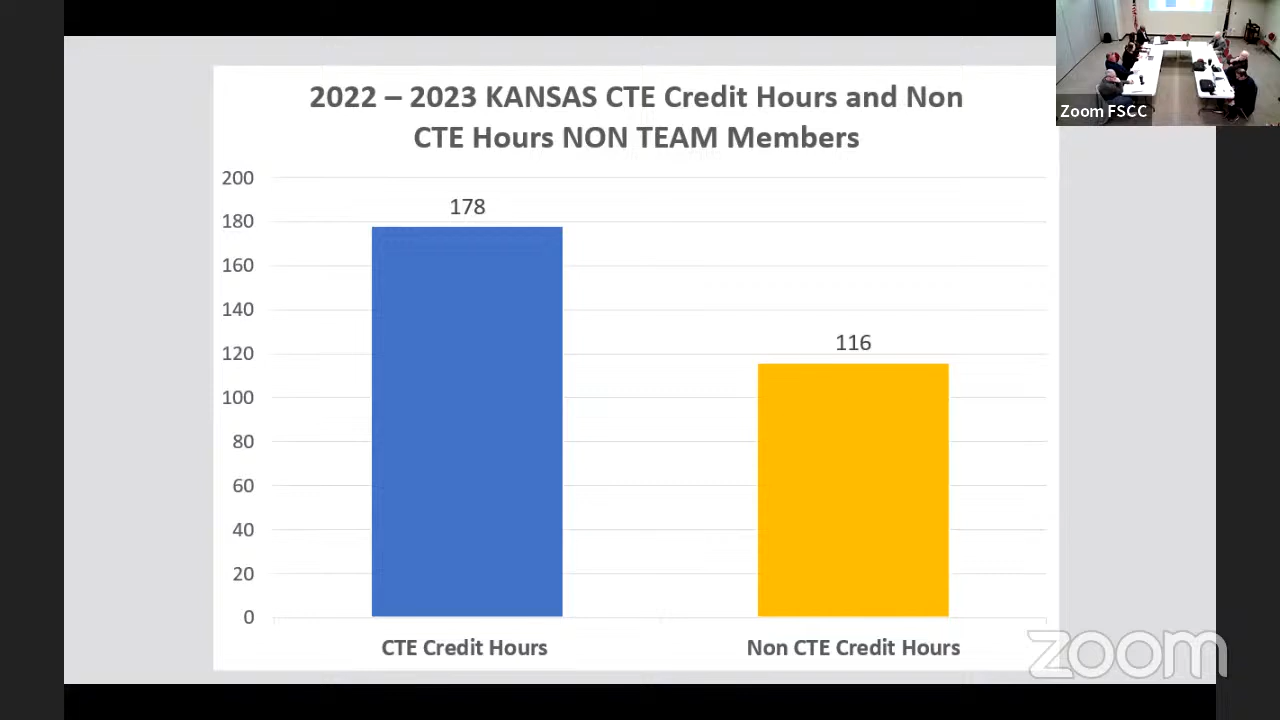 2022 – 2023 KANSAS CTE Credit Hours and Non
CTE Hours NON TEAM Members
200
180
160
140
120
100
80
60
40
20
0
178
116
CTE Credit Hours
Non CTE Credit Hours
Zoom FSCC
zoom